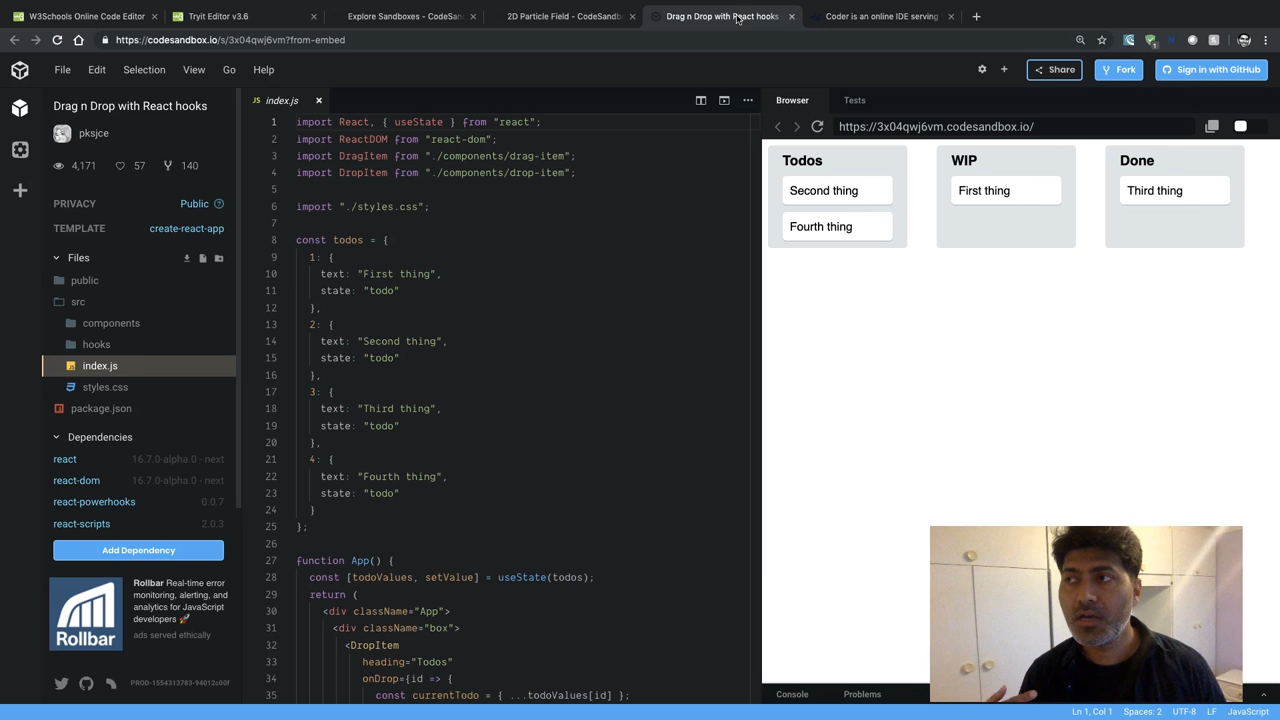 W3Schools Online Code Editor
Tryit Editor v3.6
Explore Sandboxes - CodeSan
2D Particle Field - CodeSandb
Drag n Drop with React hooks
Coder is an online IDE serving
https://codesandbox.io/s/3x04qwj6vm?from-embed
File Edit Selection View Go Help
Share
Fork
Sign in with GitHub
Drag n Drop with React hooks
pksjce
4,171 57 140
PRIVACY Public
TEMPLATE create-react-app
Files
public
src
components
hooks
index.js
styles.css
package.json
Dependencies
react 16.7.0-alpha.0 - next
react-dom 16.7.0-alpha.0 - next
react-powerhooks 0.0.7
react-scripts 2.0.3
Add Dependency
Rollbar Real-time error
monitoring, alerting, and
analytics for JavaScript
developers 🚀
ads served ethically
Rollbar
PROD-1554313783-94012c00f
JS index.js
1 import React, { useState } from "react";
2 import ReactDOM from "react-dom";
3 import DragItem from "./components/drag-item";
4 import DropItem from "./components/drop-item";
5
6 import "./styles.css";
7
8 const todos = {
9 1: {
10 text: "First thing",
11 state: "todo"
12 },
13 2: {
14 text: "Second thing",
15 state: "todo"
16 },
17 3: {
18 text: "Third thing",
19 state: "todo"
20 },
21 4: {
22 text: "Fourth thing",
23 state: "todo"
24 }
25 };
26
27 function App() {
28 const [todoValues, setValue] = useState(todos);
29 return (
30 <div className="App">
31 <div className="box">
32 <DropItem
33 heading="Todos"
34 onDrop={id => {
35 const currentTodo = { ...todoValues[id] };
Browser Tests
https://3x04qwj6vm.codesandbox.io/
Todos
Second thing
Fourth thing
WIP
First thing
Done
Third thing
Console Problems
Ln 1, Col 1 Spaces: 2 UTF-8 LF JavaScript